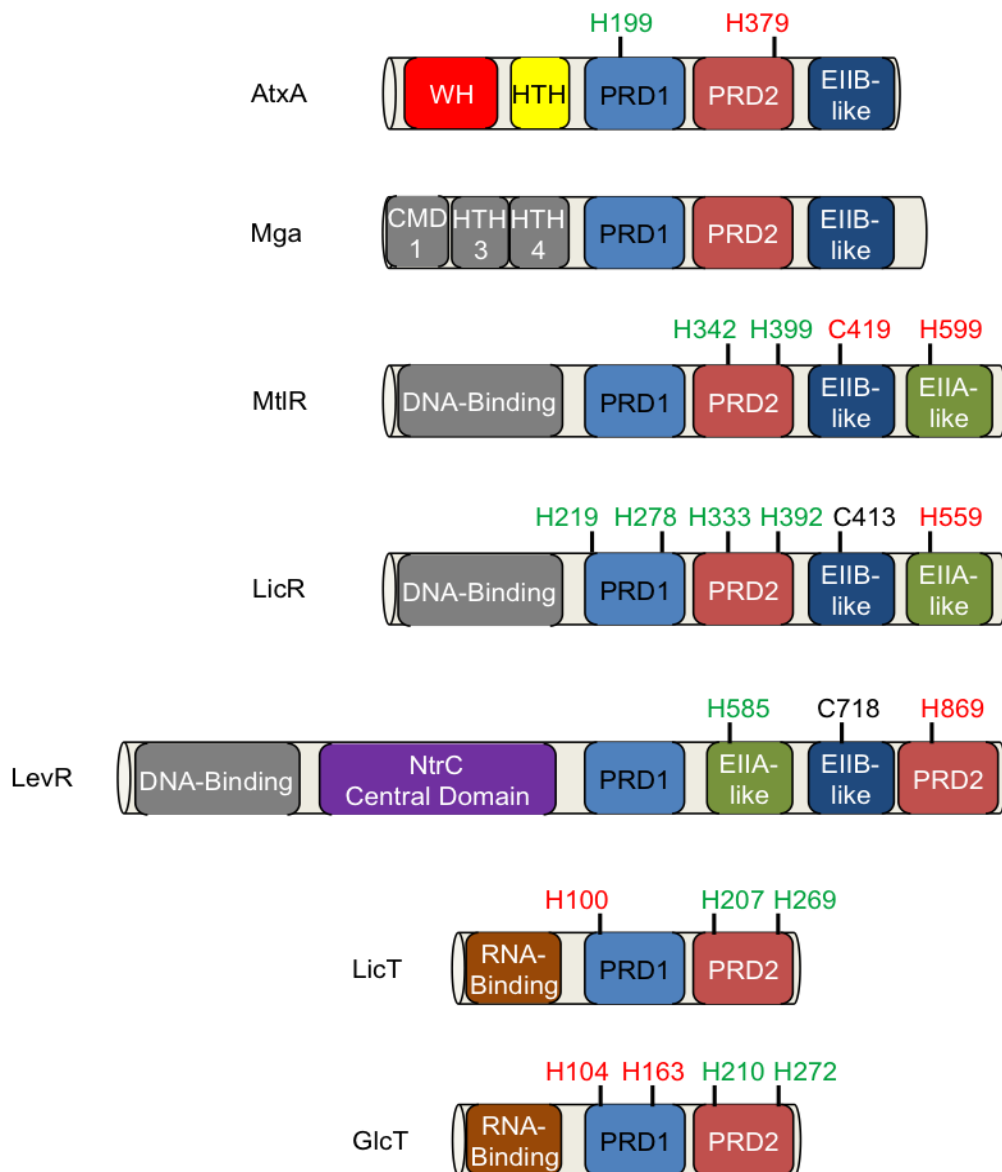 H199 H379
AtxA WH HTH PRD1 PRD2 EIIB-
like
Mga CMD HTH HTH PRD1 PRD2 EIIB-
1 3 4 like
H342 H399 C419 H599
MtlR DNA-Binding PRD1 PRD2 EIIB- EIIA-
like like
H219 H278 H333 H392 C413 H559
LicR DNA-Binding PRD1 PRD2 EIIB- EIIA-
like like
H585 C718 H869
LevR DNA-Binding NtrC PRD1 EIIA- EIIB- PRD2
Central Domain like like
H100 H207 H269
LicT RNA- PRD1 PRD2
Binding
H104 H163 H210 H272
GlcT RNA- PRD1 PRD2
Binding